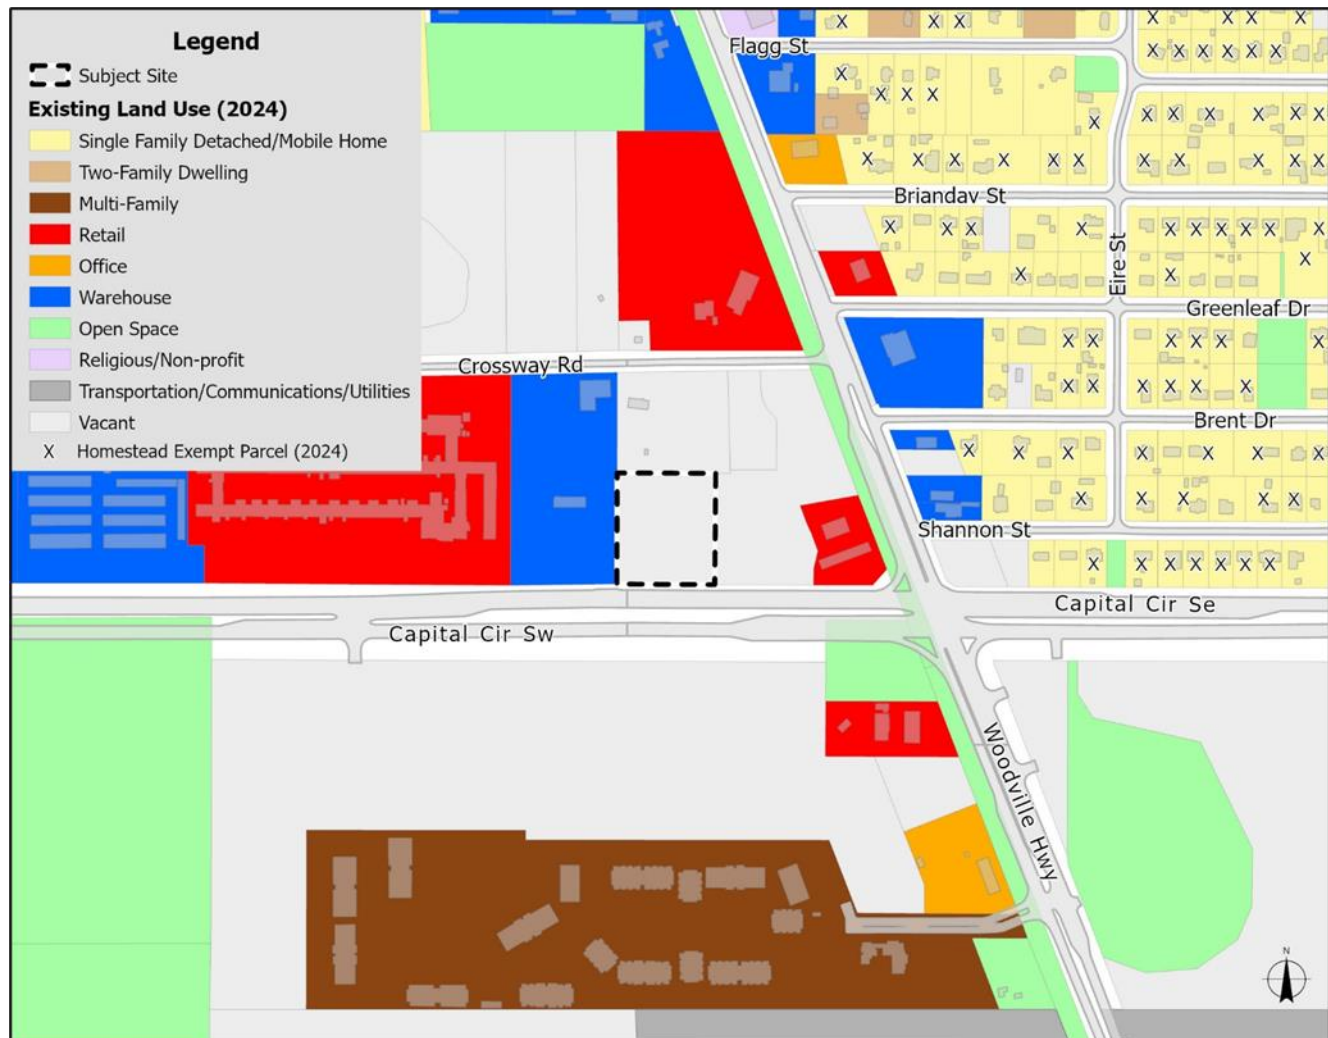 Legend
Subject Site
Existing Land Use (2024)
Single Family Detached/Mobile Home
Two-Family Dwelling
Multi-Family
Retail
Office
Warehouse
Open Space
Religious/Non-profit
Transportation/Communications/Utilities
Vacant
X Homestead Exempt Parcel (2024)
Flagg St
Briandav St
Eire St
Greenleaf Dr
Crossway Rd
Brent Dr
Shannon St
Capital Cir Se
Capital Cir Sw
Woodville Hwy
N